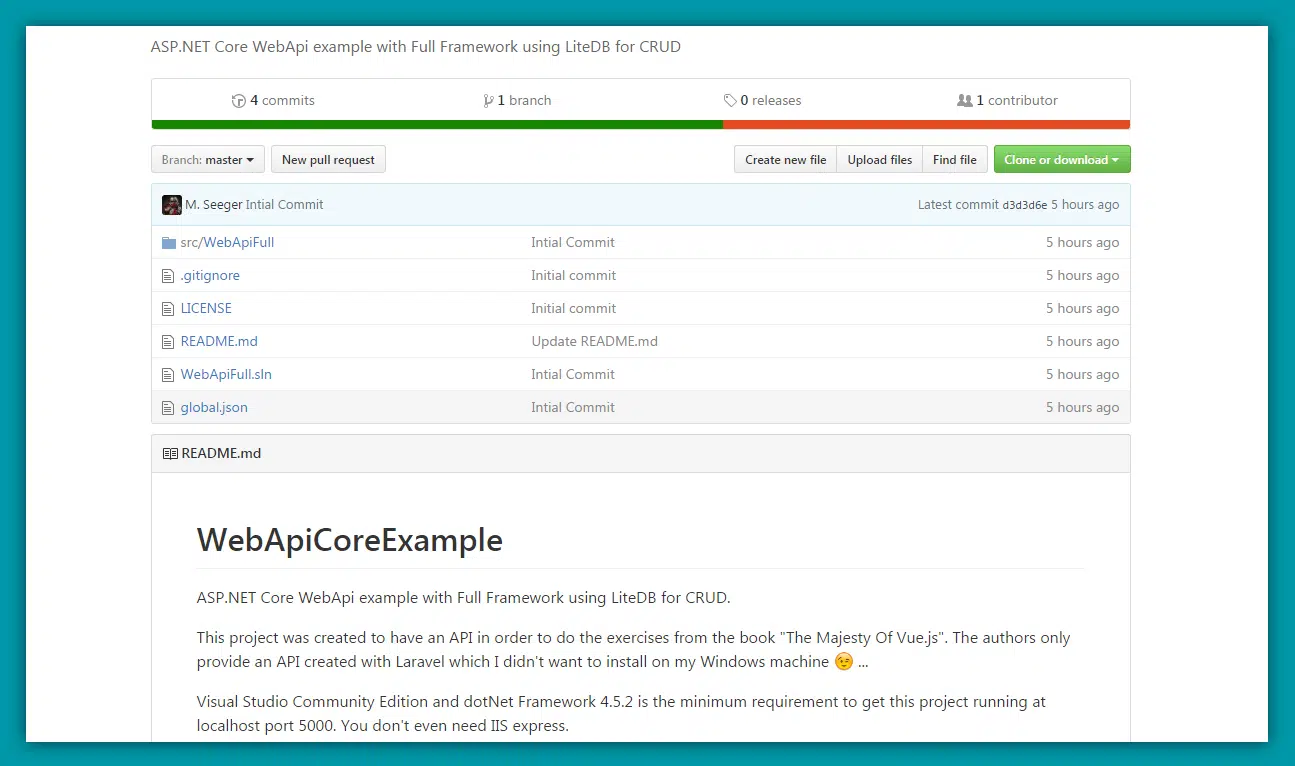 ASP.NET Core WebApi example with Full Framework using LiteDB for CRUD
4 commits 1 branch 0 releases 1 contributor
Branch: master New pull request Create new file Upload files Find file Clone or download
M. Seeger Intial Commit Latest commit d3d3d6e 5 hours ago
src/WebApiFull Intial Commit 5 hours ago
.gitignore Initial commit 5 hours ago
LICENSE Initial commit 5 hours ago
README.md Update README.md 5 hours ago
WebApiFull.sln Intial Commit 5 hours ago
global.json Intial Commit 5 hours ago
README.md
WebApiCoreExample
ASP.NET Core WebApi example with Full Framework using LiteDB for CRUD.
This project was created to have an API in order to do the exercises from the book "The Majesty Of Vue.js". The authors only
provide an API created with Laravel which I didn't want to install on my Windows machine 😉 ...
Visual Studio Community Edition and dotNet Framework 4.5.2 is the minimum requirement to get this project running at
localhost port 5000. You don't even need IIS express.